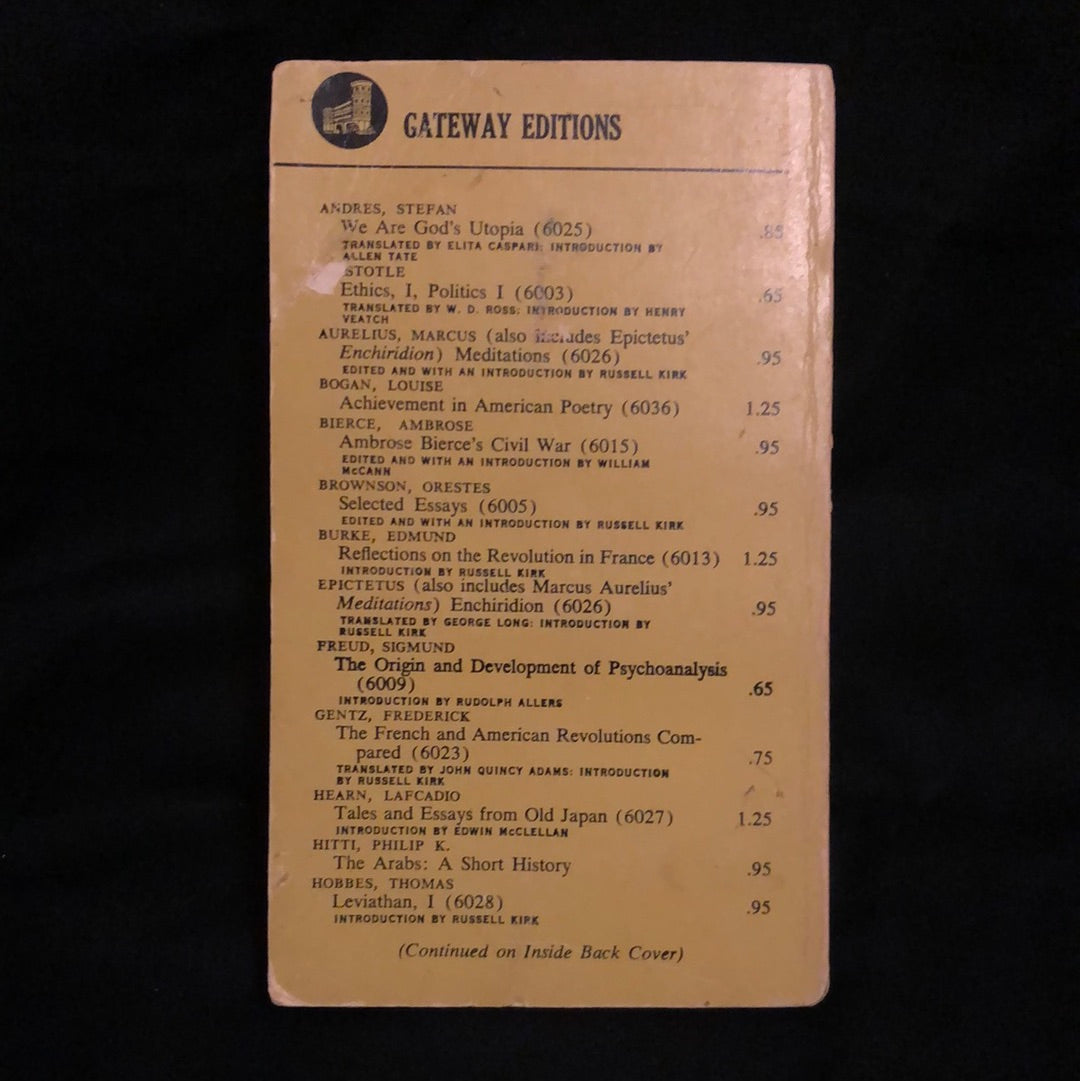 GATEWAY EDITIONS
ANDRES, STEFAN
We Are God's Utopia (6025) .85
TRANSLATED BY ELITA CASPARI: INTRODUCTION BY
ALLEN TATE
STOTLE
Ethics, I, Politics I (6003) .65
TRANSLATED BY W. D. ROSS: INTRODUCTION BY HENRY
VEATCH
AURELIUS, MARCUS (also includes Epictetus'
Enchiridion) Meditations (6026) .95
EDITED AND WITH AN INTRODUCTION BY RUSSELL KIRK
BOGAN, LOUISE
Achievement in American Poetry (6036) 1.25
BIERCE, AMBROSE
Ambrose Bierce's Civil War (6015) .95
EDITED AND WITH AN INTRODUCTION BY WILLIAM
McCANN
BROWNSON, ORESTES
Selected Essays (6005) .95
EDITED AND WITH AN INTRODUCTION BY RUSSELL KIRK
BURKE, EDMUND
Reflections on the Revolution in France (6013) 1.25
INTRODUCTION BY RUSSELL KIRK
EPICTETUS (also includes Marcus Aurelius'
Meditations) Enchiridion (6026) .95
TRANSLATED BY GEORGE LONG: INTRODUCTION BY
RUSSELL KIRK
FREUD, SIGMUND
The Origin and Development of Psychoanalysis
(6009) .65
INTRODUCTION BY RUDOLPH ALLERS
GENTZ, FREDERICK
The French and American Revolutions Com-
pared (6023) .75
TRANSLATED BY JOHN QUINCY ADAMS: INTRODUCTION
BY RUSSELL KIRK
HEARN, LAFCADIO
Tales and Essays from Old Japan (6027) 1.25
INTRODUCTION BY EDWIN McCLELLAN
HITTI, PHILIP K.
The Arabs: A Short History .95
HOBBES, THOMAS
Leviathan, I (6028) .95
INTRODUCTION BY RUSSELL KIRK
(Continued on Inside Back Cover)